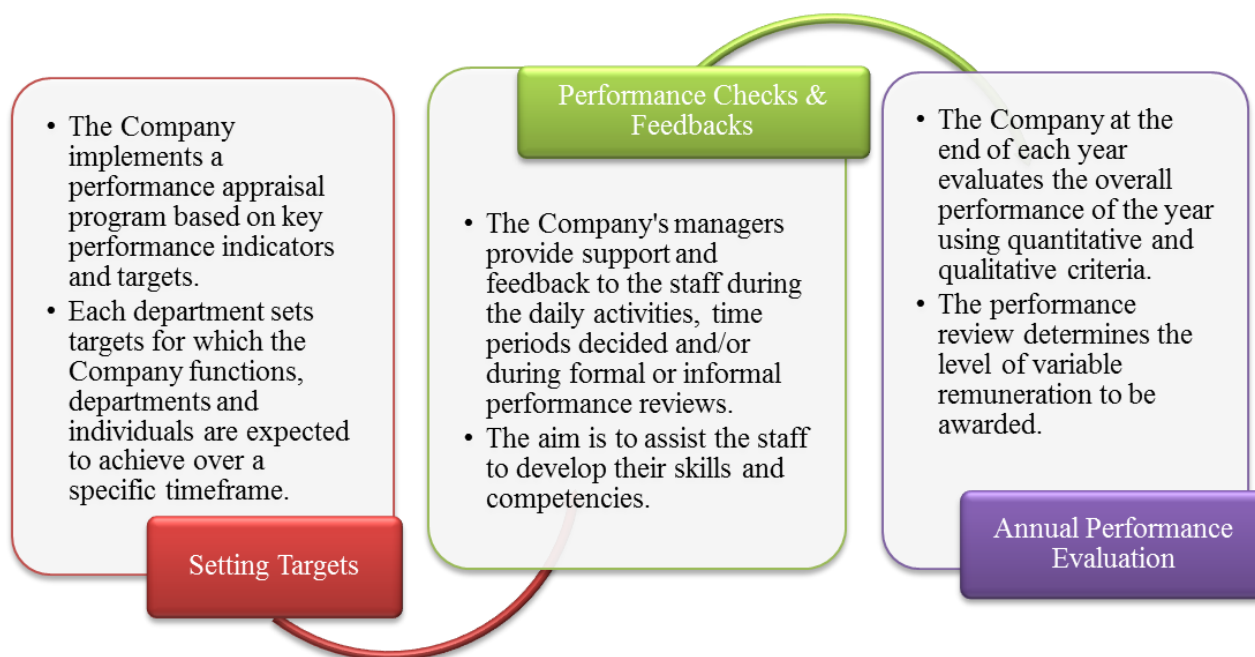 • The Company
implements a
performance appraisal
program based on key
performance indicators
and targets.
• Each department sets
targets for which the
Company functions,
departments and
individuals are expected
to achieve over a
specific timeframe.
Setting Targets
Performance Checks &
Feedbacks
• The Company's managers
provide support and
feedback to the staff during
the daily activities, time
periods decided and/or
during formal or informal
performance reviews.
• The aim is to assist the staff
to develop their skills and
competencies.
• The Company at the
end of each year
evaluates the overall
performance of the year
using quantitative and
qualitative criteria.
• The performance
review determines the
level of variable
remuneration to be
awarded.
Annual Performance
Evaluation